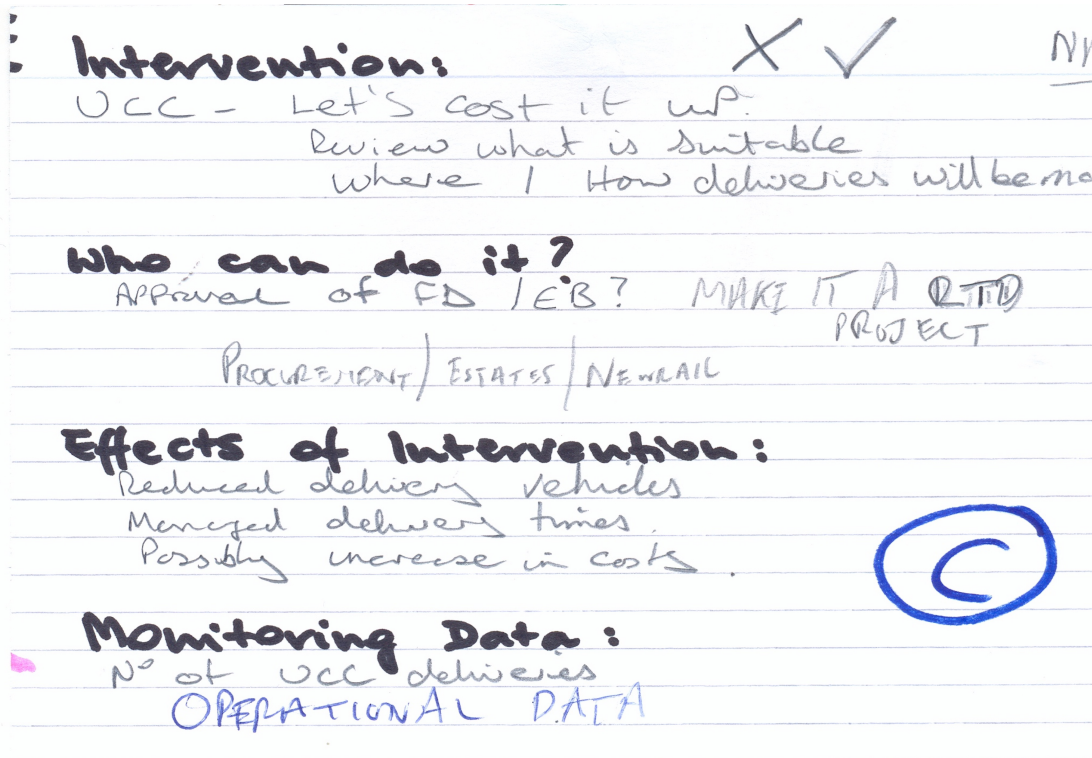 Intervention:
UCC - Let's cost it up.
Review what is suitable
where / How deliveries will be
Who can do it?
Approval of FD / EB? MAKE IT A RTD
PROJECT
PROCUREMENT / ESTATES / NEWRAIL
Effects of Intervention:
Reduced delivery vehicles
Managed delivery times.
Possibly increase in costs.
C
Monitoring Data:
No of UCC deliveries
OPERATIONAL DATA